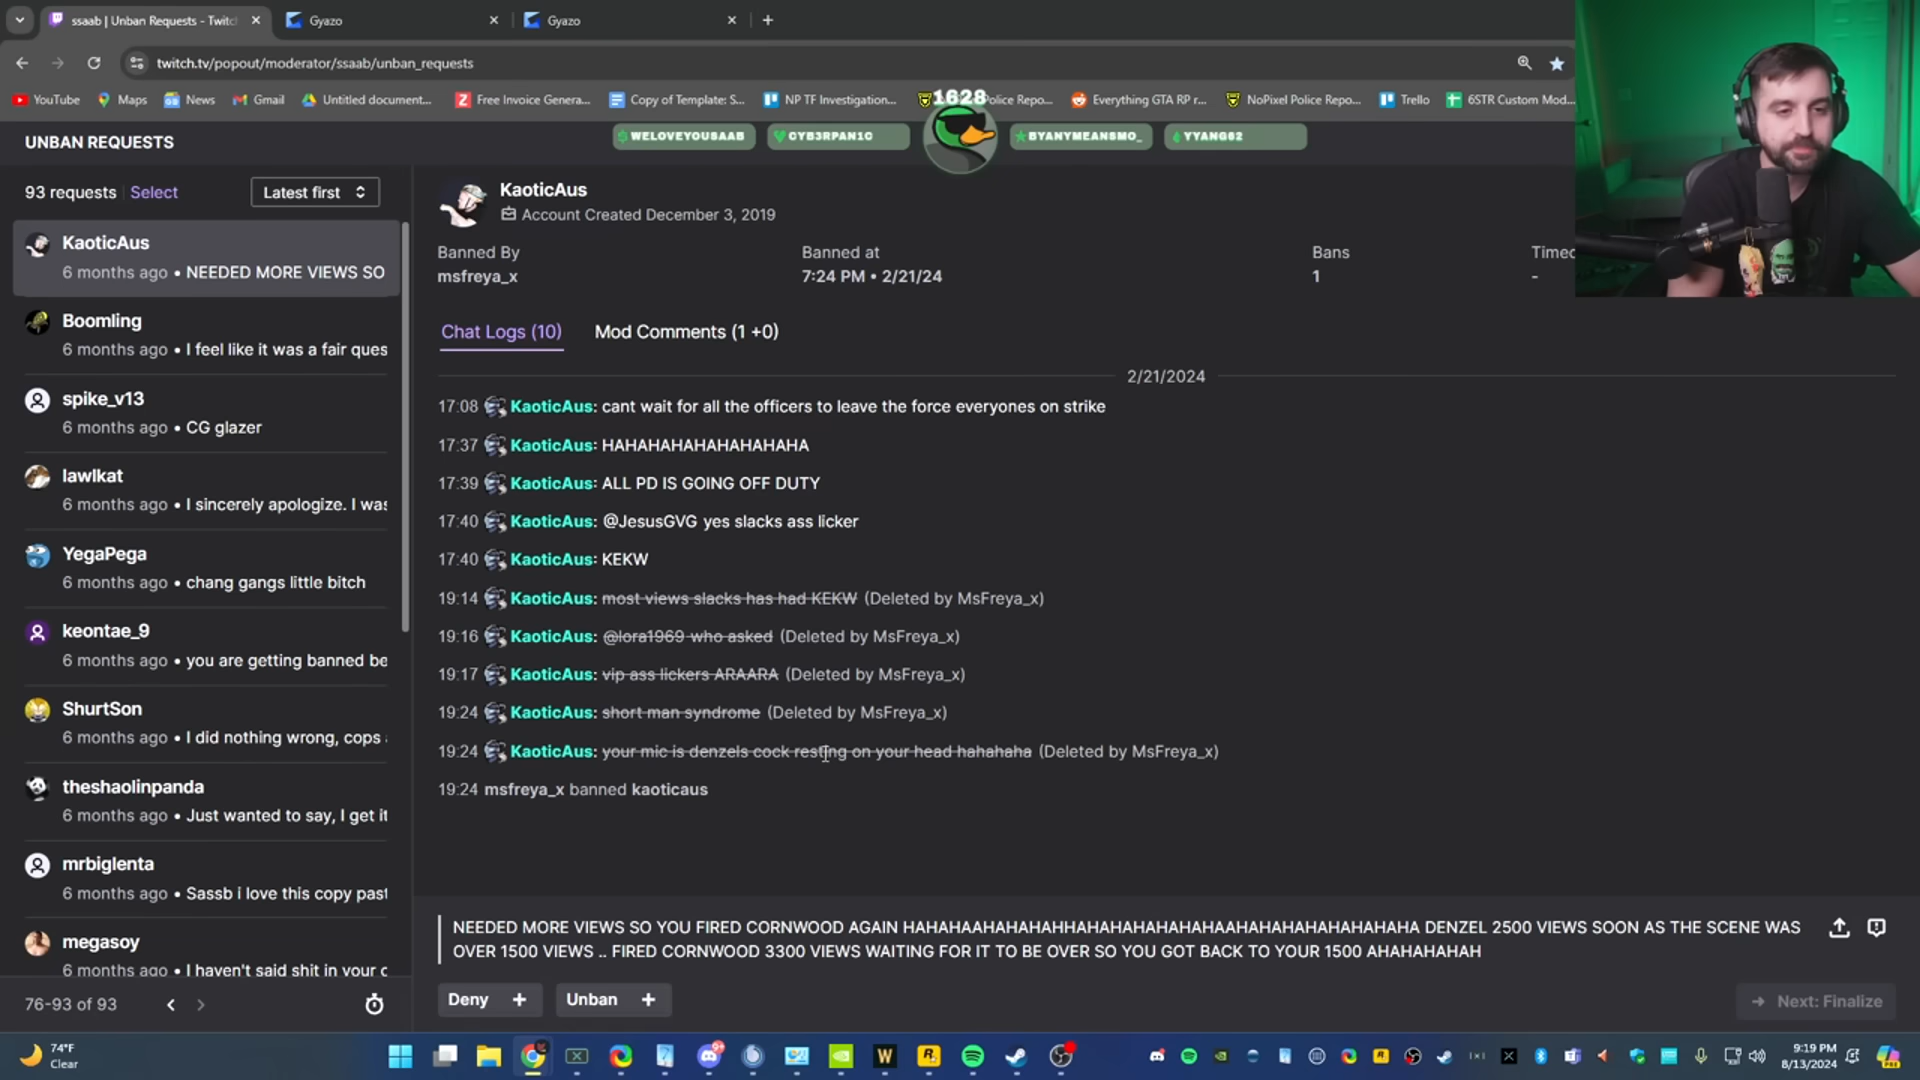 ssaab | Unban Requests - Twitc
Gyazo
Gyazo
twitch.tv/popout/moderator/ssaab/unban_requests
YouTube
Maps
News
Gmail
Untitled document...
Free Invoice Genera...
Copy of Template: S...
NP TF Investigation...
1628
Police Repo...
Everything GTA RP r...
NoPixel Police Repo...
Trello
6STR Custom Mod...
WELOVEYOUSAAB
CYB3RPAN1C
BYANYMEANSMO_
YYANG62
UNBAN REQUESTS
93 requests
Select
Latest first
KaoticAus
6 months ago • NEEDED MORE VIEWS SO
Boomling
6 months ago • I feel like it was a fair ques
spike_v13
6 months ago • CG glazer
lawlkat
6 months ago • I sincerely apologize. I was
YegaPega
6 months ago • chang gangs little bitch
keontae_9
6 months ago • you are getting banned be
ShurtSon
6 months ago • I did nothing wrong, cops
theshaolinpanda
6 months ago • Just wanted to say, I get it
mrbiglenta
6 months ago • Sassb i love this copy past
megasoy
6 months ago • I haven't said shit in your c
76-93 of 93
KaoticAus
Account Created December 3, 2019
Banned By
msfreya_x
Banned at
7:24 PM • 2/21/24
Bans
1
Timeo
-
Chat Logs (10)
Mod Comments (1 +0)
2/21/2024
17:08 KaoticAus: cant wait for all the officers to leave the force everyones on strike
17:37 KaoticAus: HAHAHAHAHAHAHAHAHA
17:39 KaoticAus: ALL PD IS GOING OFF DUTY
17:40 KaoticAus: @JesusGVG yes slacks ass licker
17:40 KaoticAus: KEKW
19:14 KaoticAus: most views slacks has had KEKW (Deleted by MsFreya_x)
19:16 KaoticAus: @lora1969 who asked (Deleted by MsFreya_x)
19:17 KaoticAus: vip ass lickers ARAARA (Deleted by MsFreya_x)
19:24 KaoticAus: short man syndrome (Deleted by MsFreya_x)
19:24 KaoticAus: your mic is denzels cock resting on your head hahahaha (Deleted by MsFreya_x)
19:24 msfreya_x banned kaoticaus
NEEDED MORE VIEWS SO YOU FIRED CORNWOOD AGAIN HAHAHAAHAHAHAHHAHAHAHAHAHAHAAHAHAHAHAHAHAHAHA DENZEL 2500 VIEWS SOON AS THE SCENE WAS
OVER 1500 VIEWS .. FIRED CORNWOOD 3300 VIEWS WAITING FOR IT TO BE OVER SO YOU GOT BACK TO YOUR 1500 AHAHAHAHAH
Deny +
Unban +
Next: Finalize
74°F
Clear
9:19 PM
8/13/2024